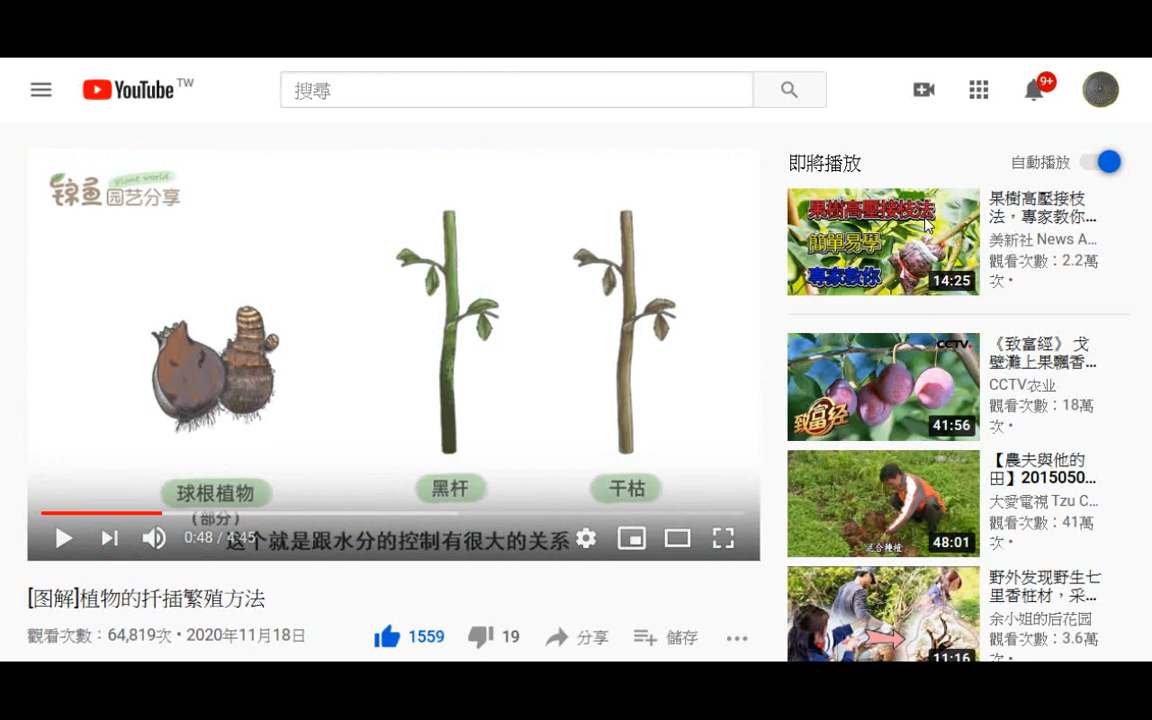 YouTube TW
搜尋
9+
锦鱼 plant world
园艺分享
球根植物
(部分)
黑杆
干枯
这个就是跟水分的控制有很大的关系
0:48 / 4:45
[图解]植物的扦插繁殖方法
觀看次數：64,819次 • 2020年11月18日
1559
19
分享
儲存
即將播放
自動播放
果樹高壓接枝法
簡單易學
專家教你
14:25
果樹高壓接枝
法，專家教你...
美新社 News A...
觀看次數：2.2萬
次 •
CCTV.
致富经
41:56
《致富經》 戈
壁灘上果飄香...
CCTV农业
觀看次數：18萬
次 •
混合種植
48:01
【農夫與他的
田】2015050...
大愛電視 Tzu C...
觀看次數：41萬
次 •
11:16
野外发现野生七
里香桩材，采...
余小姐的后花园
觀看次數：3.6萬
次 •